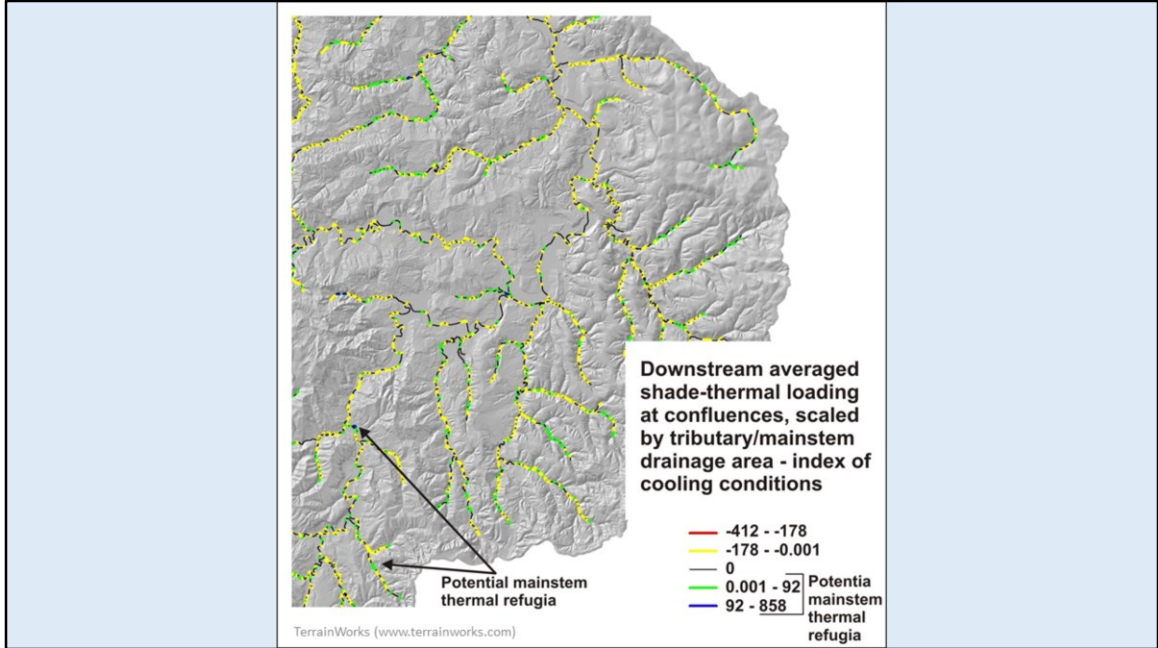 Downstream averaged
shade-thermal loading
at confluences, scaled
by tributary/mainstem
drainage area - index of
cooling conditions
-412 - -178
-178 - -0.001
0
0.001 - 92
92 - 858
Potentia
mainstem
thermal
refugia
Potential mainstem
thermal refugia
TerrainWorks (www.terrainworks.com)